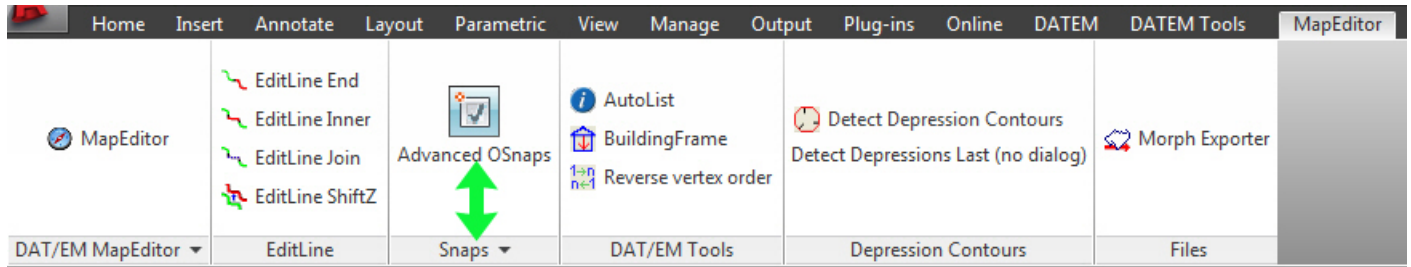 Home Insert Annotate Layout Parametric View Manage Output Plug-ins Online DATEM DATEM Tools MapEditor
MapEditor
EditLine End
EditLine Inner
EditLine Join
EditLine ShiftZ
Advanced OSnaps
AutoList
BuildingFrame
1→n
n←1
Reverse vertex order
Detect Depression Contours
Detect Depressions Last (no dialog)
Morph Exporter
DAT/EM MapEditor EditLine Snaps DAT/EM Tools Depression Contours Files